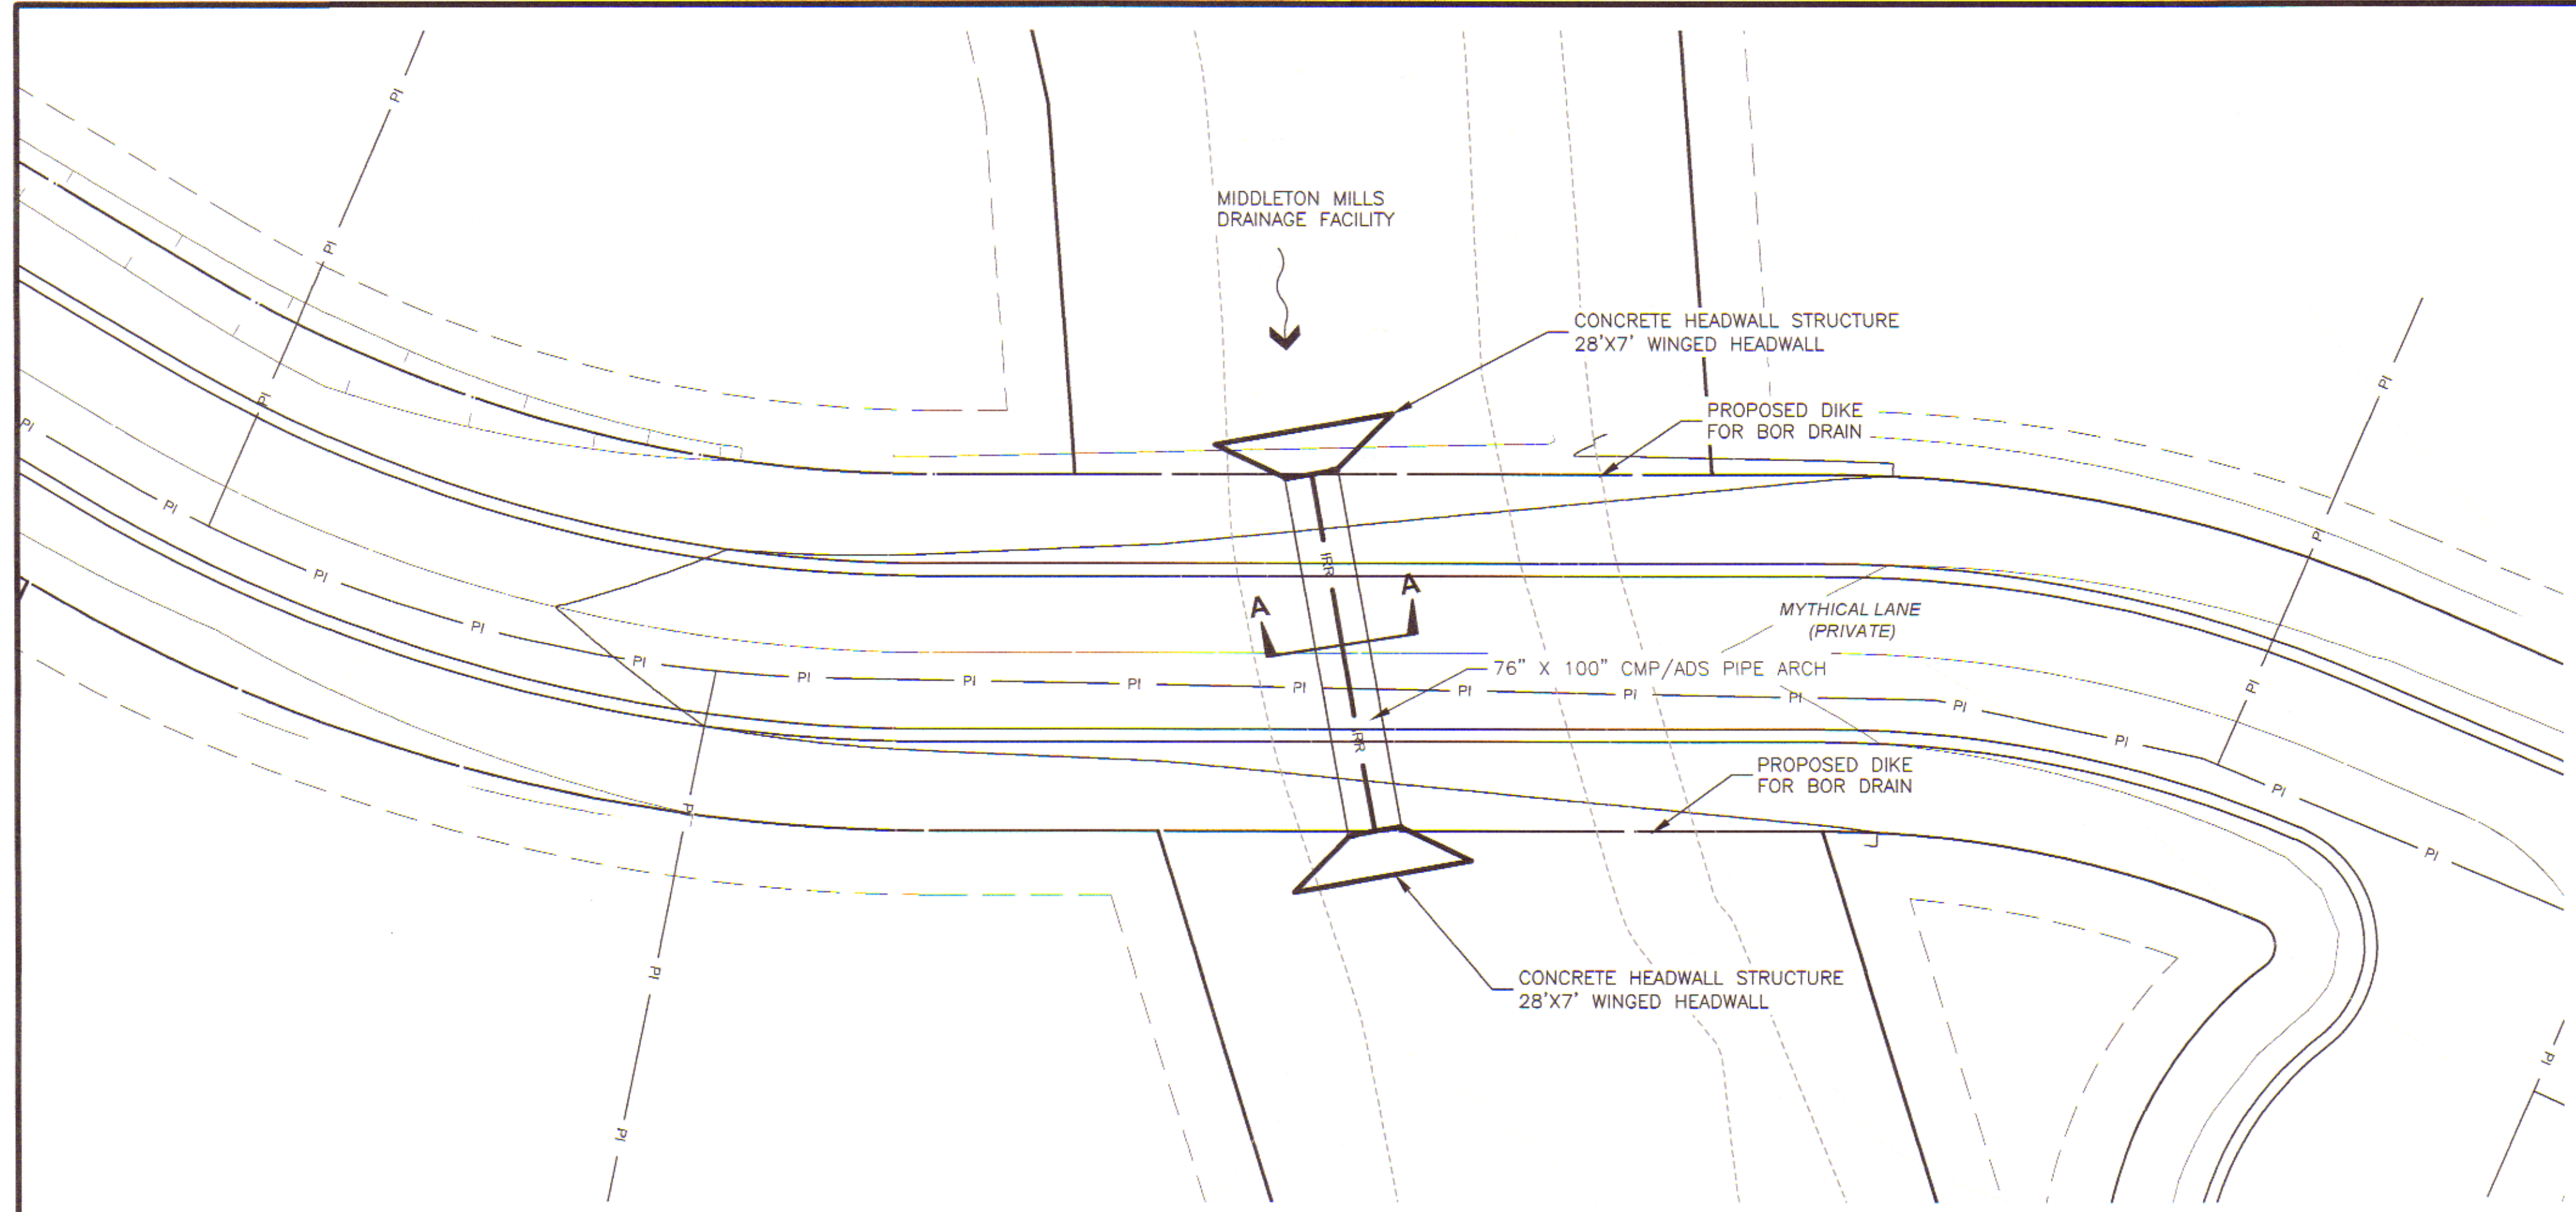 MIDDLETON MILLS
DRAINAGE FACILITY
CONCRETE HEADWALL STRUCTURE
28'X7' WINGED HEADWALL
PROPOSED DIKE
FOR BOR DRAIN
PI
PI
PI
PI
PI
PI
PI
IRR
A
A
MYTHICAL LANE
(PRIVATE)
76" X 100" CMP/ADS PIPE ARCH
PI
PI
PI
PI
PI
PI
PI
PI
PI
PI
PI
PI
PI
PI
IRR
PROPOSED DIKE
FOR BOR DRAIN
PI
PI
PI
PI
CONCRETE HEADWALL STRUCTURE
28'X7' WINGED HEADWALL
PI
PI